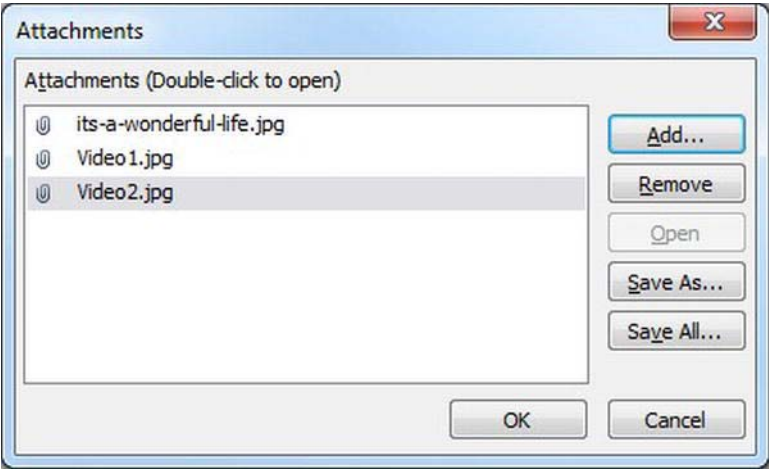 Attachments
Attachments (Double-click to open)
its-a-wonderful-life.jpg
Video1.jpg
Video2.jpg
Add...
Remove
Open
Save As...
Save All...
OK
Cancel